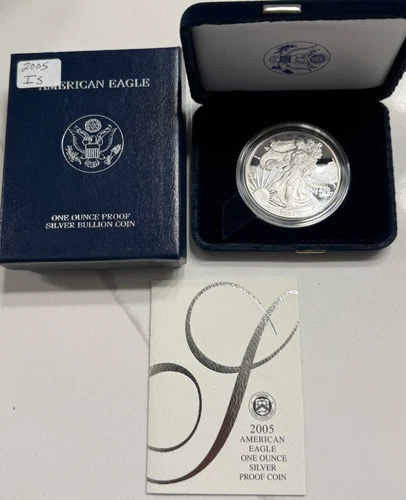 2005
IS
AMERICAN EAGLE
ONE OUNCE PROOF
SILVER BULLION COIN
2005
AMERICAN
EAGLE
ONE OUNCE
SILVER
PROOF COIN